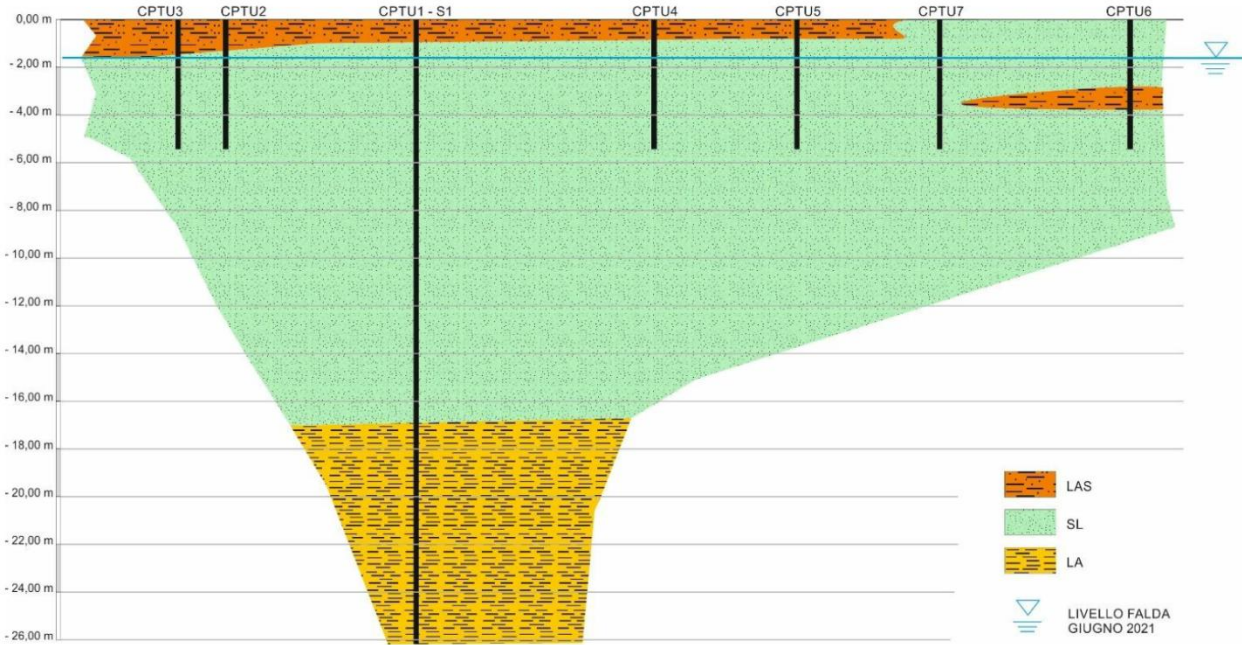 CPTU3 CPTU2 CPTU1 - S1 CPTU4 CPTU5 CPTU7 CPTU6
0,00 m
- 2,00 m
- 4,00 m
- 6,00 m
- 8,00 m
- 10,00 m
- 12,00 m
- 14,00 m
- 16,00 m
- 18,00 m
- 20,00 m
- 22,00 m
- 24,00 m
- 26,00 m
LAS
SL
LA
LIVELLO FALDA
GIUGNO 2021